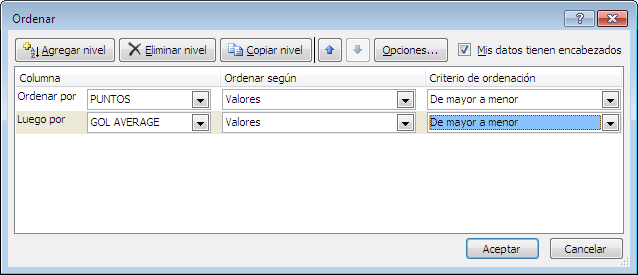 Ordenar
Agregar nivel Eliminar nivel Copiar nivel Opciones... Mis datos tienen encabezados
Columna Ordenar según Criterio de ordenación
Ordenar por PUNTOS Valores De mayor a menor
Luego por GOL AVERAGE Valores De mayor a menor
Aceptar Cancelar